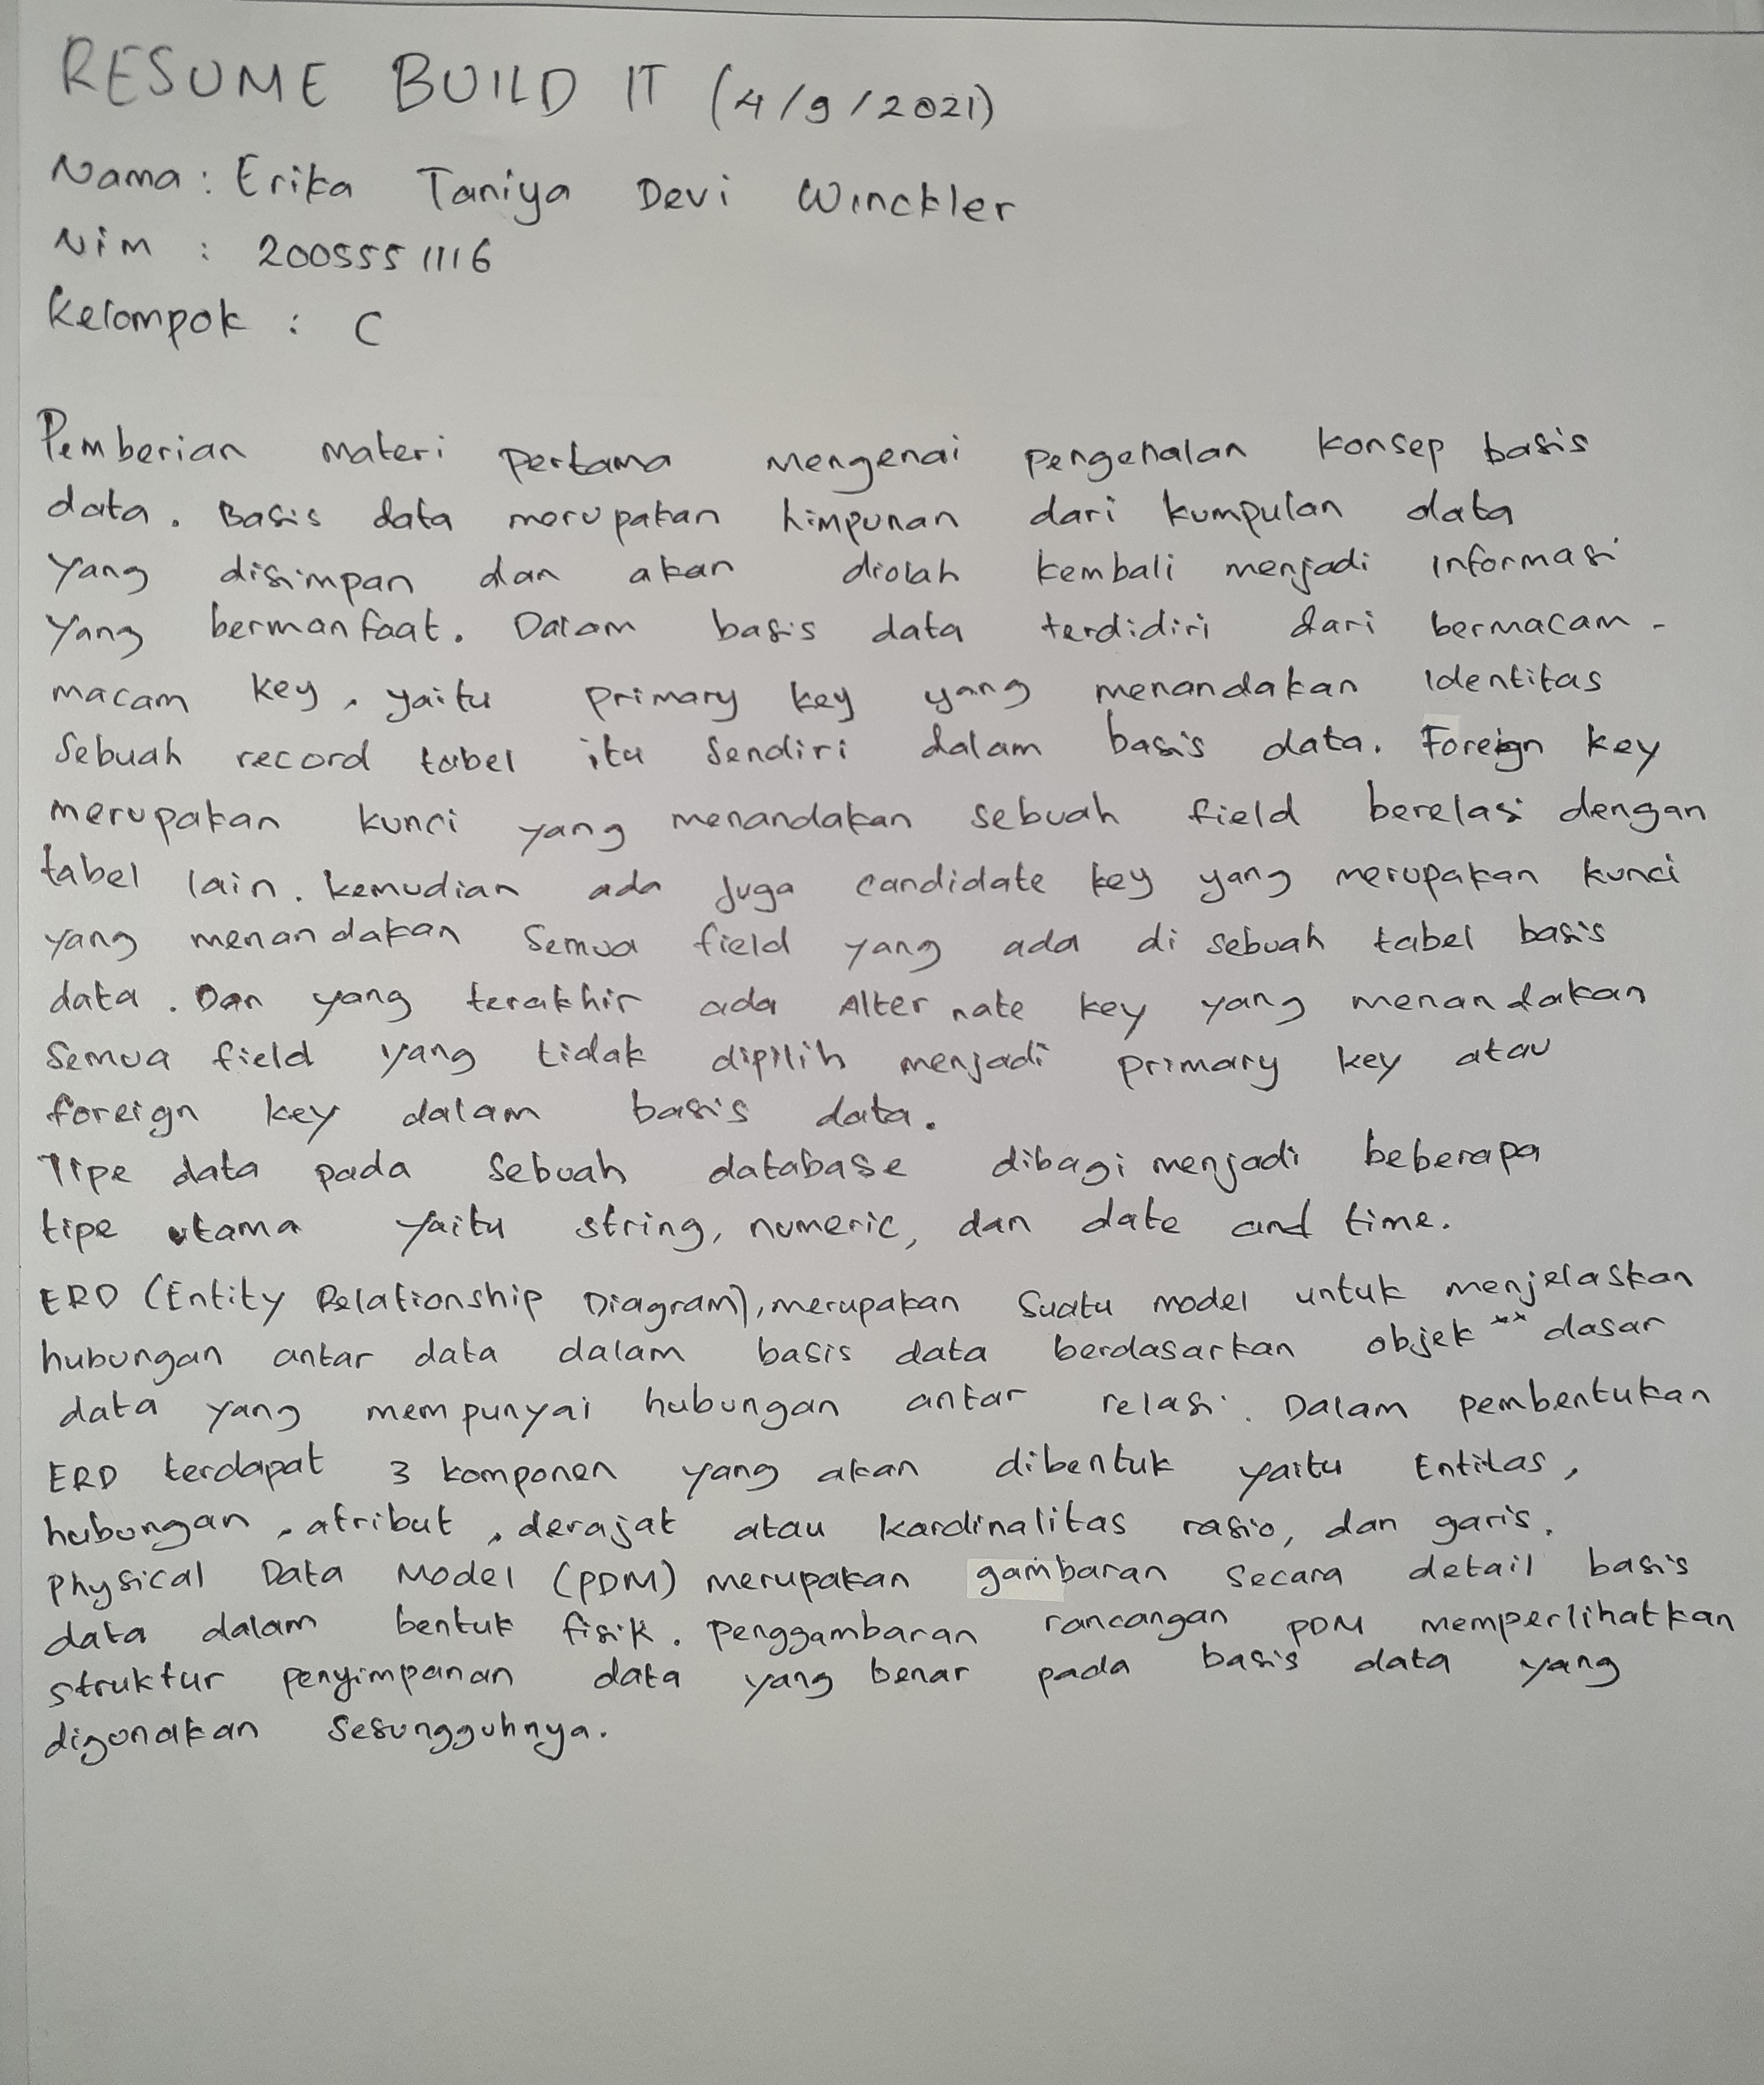 RESUME BUILD IT (4/9/2021)
Nama : Erika Taniya Devi Winckler
Nim : 2005551116
Kelompok : C
Pemberian materi pertama mengenai pengenalan konsep basis
data. Basis data merupakan himpunan dari kumpulan data
yang disimpan dan akan diolah kembali menjadi informasi
yang bermanfaat. Dalam basis data terdidiri dari bermacam-
macam key, yaitu primary key yang menandakan identitas
sebuah record tabel itu sendiri dalam basis data. Foreign key
merupakan kunci yang menandakan sebuah field berelasi dengan
tabel lain. kemudian ada juga candidate key yang merupakan kunci
yang menandakan semua field yang ada di sebuah tabel basis
data. Dan yang terakhir ada Alternate key yang menandakan
semua field yang tidak dipilih menjadi primary key atau
foreign key dalam basis data.
Tipe data pada sebuah database dibagi menjadi beberapa
tipe utama yaitu string, numeric, dan date and time.
ERD (Entity Relationship Diagram), merupakan suatu model untuk menjelaskan
hubungan antar data dalam basis data berdasarkan objek" dasar
data yang mempunyai hubungan antar relasi. Dalam pembentukan
ERD terdapat 3 komponen yang akan dibentuk yaitu Entitas,
hubungan, atribut, derajat atau kardinalitas rasio, dan garis.
Physical Data Model (PDM) merupakan gambaran secara detail basis
data dalam bentuk fisik. Penggambaran rancangan PDM memperlihatkan
struktur penyimpanan data yang benar pada basis data yang
digunakan sesungguhnya.